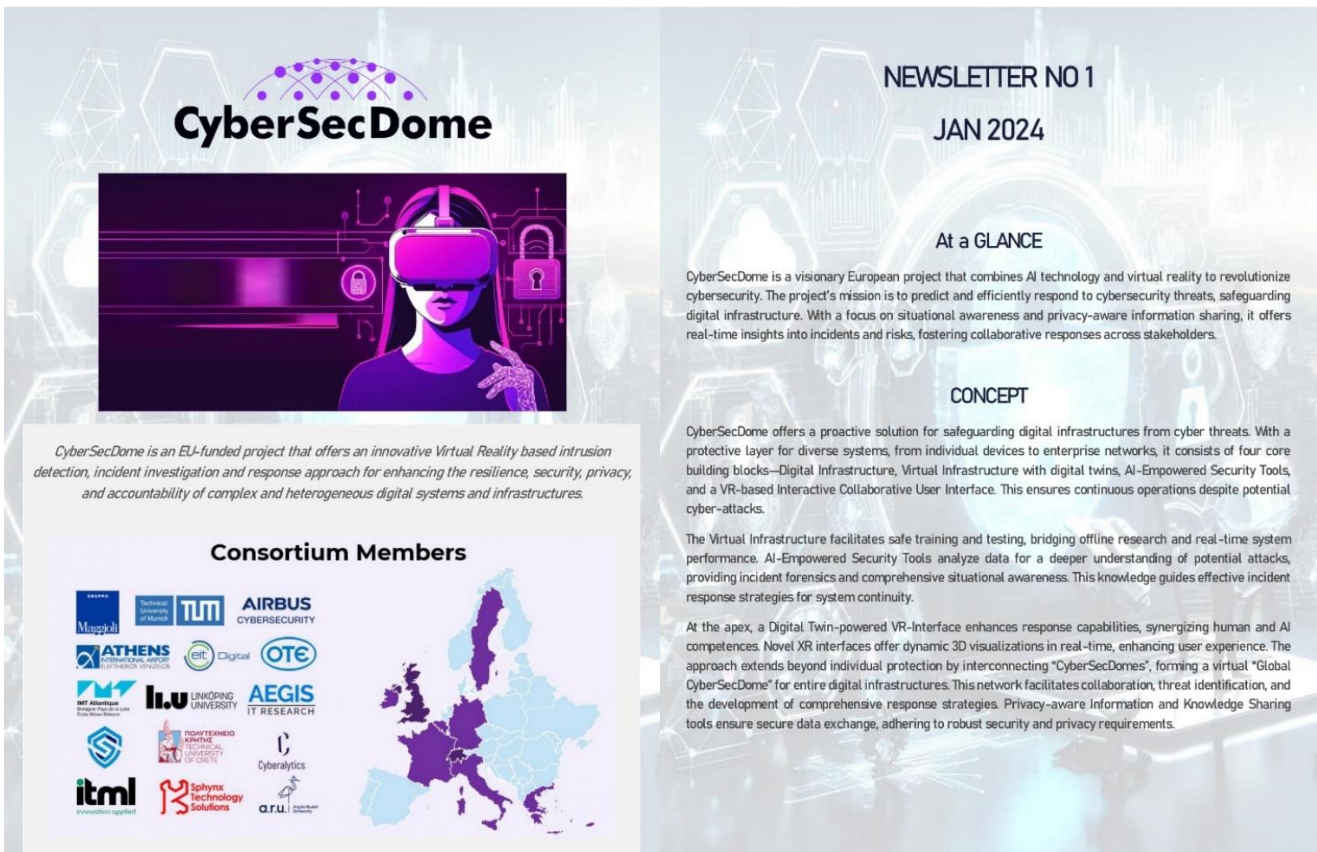 CyberSecDome
CyberSecDome is an EU-funded project that offers an innovative Virtual Reality based intrusion
detection, incident investigation and response approach for enhancing the resilience, security, privacy,
and accountability of complex and heterogeneous digital systems and infrastructures.
Consortium Members
GRUPPO
Maggioli
Technical
University
of Munich
TUM
AIRBUS
CYBERSECURITY
ATHENS
INTERNATIONAL AIRPORT
ELEFTHERIOS VENIZELOS
eit Digital
OTE
IMT Atlantique
Bretagne-Pays de la Loire
École Mines-Télécom
li.u LINKÖPING
UNIVERSITY
AEGIS
IT RESEARCH
ΠΟΛΥΤΕΧΝΕΙΟ
ΚΡΗΤΗΣ
TECHNICAL
UNIVERSITY
OF CRETE
Cyberalytics
itml
innovation applied
Sphynx
Technology
Solutions
a.r.u.
Anglia Ruskin
University
NEWSLETTER NO 1
JAN 2024
At a GLANCE
CyberSecDome is a visionary European project that combines AI technology and virtual reality to revolutionize
cybersecurity. The project's mission is to predict and efficiently respond to cybersecurity threats, safeguarding
digital infrastructure. With a focus on situational awareness and privacy-aware information sharing, it offers
real-time insights into incidents and risks, fostering collaborative responses across stakeholders.
CONCEPT
CyberSecDome offers a proactive solution for safeguarding digital infrastructures from cyber threats. With a
protective layer for diverse systems, from individual devices to enterprise networks, it consists of four core
building blocks—Digital Infrastructure, Virtual Infrastructure with digital twins, AI-Empowered Security Tools,
and a VR-based Interactive Collaborative User Interface. This ensures continuous operations despite potential
cyber-attacks.
The Virtual Infrastructure facilitates safe training and testing, bridging offline research and real-time system
performance. AI-Empowered Security Tools analyze data for a deeper understanding of potential attacks,
providing incident forensics and comprehensive situational awareness. This knowledge guides effective incident
response strategies for system continuity.
At the apex, a Digital Twin-powered VR-Interface enhances response capabilities, synergizing human and AI
competences. Novel XR interfaces offer dynamic 3D visualizations in real-time, enhancing user experience. The
approach extends beyond individual protection by interconnecting "CyberSecDomes", forming a virtual "Global
CyberSecDome" for entire digital infrastructures. This network facilitates collaboration, threat identification, and
the development of comprehensive response strategies. Privacy-aware Information and Knowledge Sharing
tools ensure secure data exchange, adhering to robust security and privacy requirements.